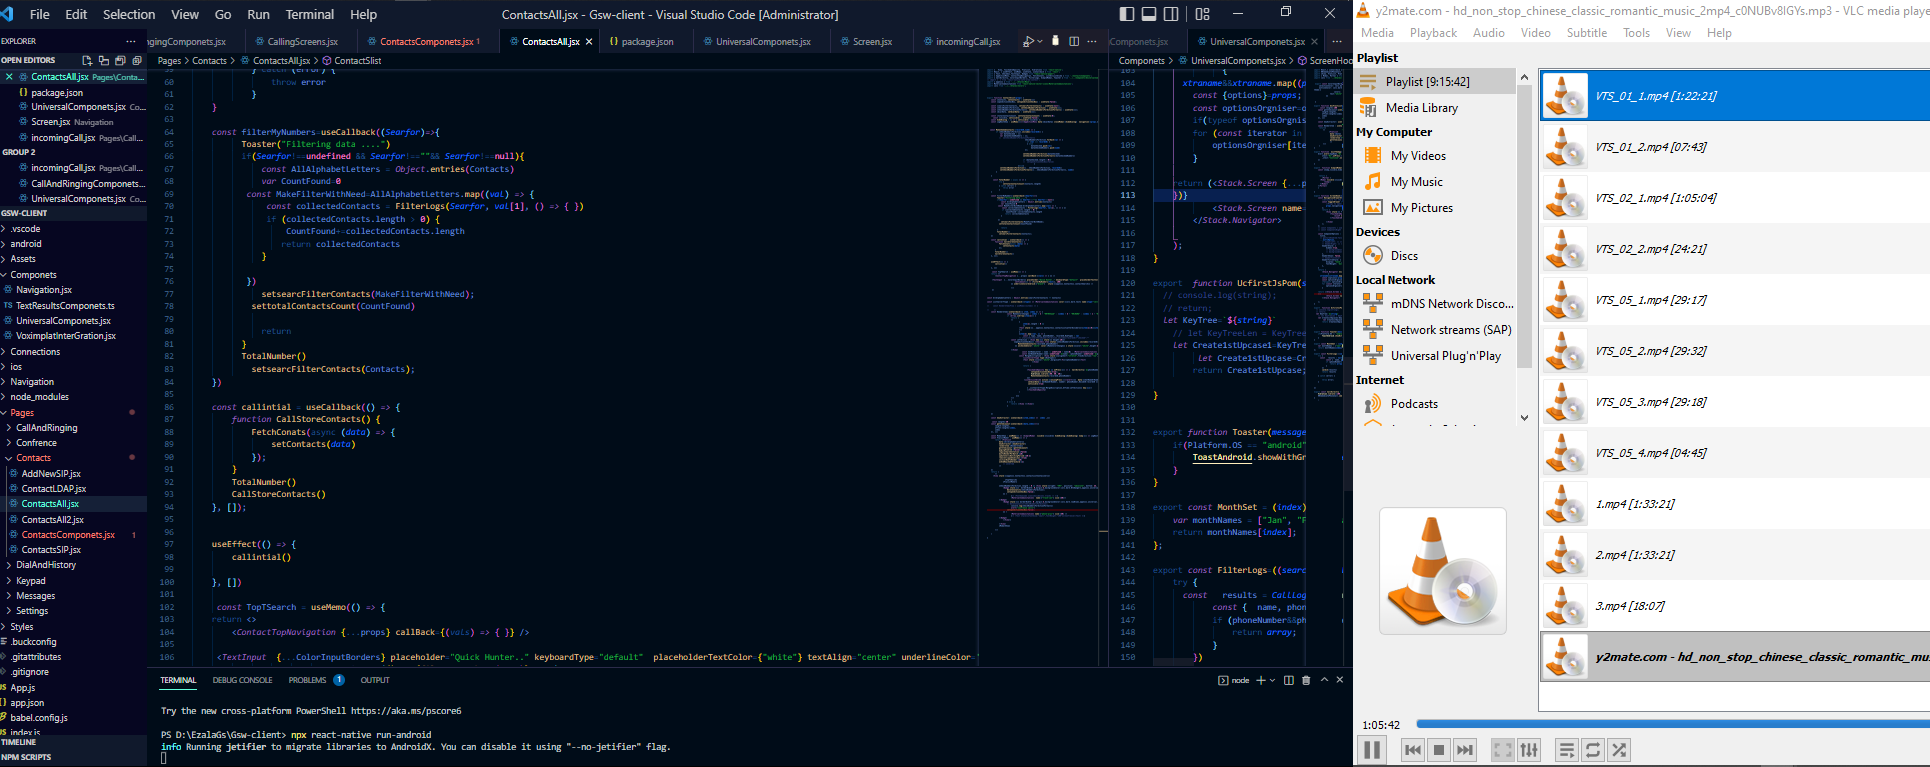 File Edit Selection View Go Run Terminal Help
ContactsAll.jsx - Gsw-client - Visual Studio Code [Administrator]
EXPLORER
OPEN EDITORS
ContactsAll.jsx Pages\Conta...
package.json
UniversalComponets.jsx Co...
Screen.jsx Navigation
incomingCall.jsx Pages\Call...
GROUP 2
incomingCall.jsx Pages\Call...
CallAndRingingComponets...
UniversalComponets.jsx Co...
GSW-CLIENT
.vscode
android
Assets
Componets
Navigation.jsx
TS TextResultsComponets.ts
UniversalComponets.jsx
VoximplatInterGration.jsx
Connections
ios
Navigation
node_modules
Pages
CallAndRinging
Confrence
Contacts
AddNewSIP.jsx
ContactLDAP.jsx
ContactsAll.jsx
ContactsAll2.jsx
ContactsComponets.jsx 1
ContactsSIP.jsx
DialAndHistory
Keypad
Messages
Settings
Styles
.buckconfig
.gitattributes
.gitignore
JS App.js
{} app.json
babel.config.js
JS index.js
TIMELINE
NPM SCRIPTS
ngingComponets.jsx CallingScreens.jsx ContactsComponets.jsx 1 ContactsAll.jsx package.json UniversalComponets.jsx Screen.jsx incomingCall.jsx
Pages > Contacts > ContactsAll.jsx > ContactSlist
59 } catch (error) {
60 throw error
61 }
62 }
63
64 const filterMyNumbers=useCallback((Searfor)=>{
65 Toaster("Filtering data ....")
66 if(Searfor!==undefined && Searfor!==""&& Searfor!==null){
67 const AllAlphabetLetters = Object.entries(Contacts)
68 var CountFound=0
69 const MakeFilterWithNeed=AllAlphabetLetters.map((val) => {
70 const collectedContacts = FilterLogs(Searfor, val[1], () => { })
71 if (collectedContacts.length > 0) {
72 CountFound+=collectedContacts.length
73 return collectedContacts
74 }
75
76 })
77 setsearcFilterContacts(MakeFilterWithNeed);
78 settotalContactsCount(CountFound)
79
80 return
81 }
82 TotalNumber()
83 setsearcFilterContacts(Contacts);
84 })
85
86 const callintial = useCallback(() => {
87 function CallStoreContacts() {
88 FetchConats(async (data) => {
89 setContacts(data)
90 });
91 }
92 TotalNumber()
93 CallStoreContacts()
94 }, []);
95
96
97 useEffect(() => {
98 callintial()
99
100 }, [])
101
102 const TopTSearch = useMemo(() => {
103 return <>
104 <ContactTopNavigation {...props} callBack={(vals) => { }} />
105
106 <TextInput {...ColorInputBorders} placeholder="Quick Hunter.." keyboardType="default" placeholderTextColor={"white"} textAlign="center" underlineColor="
Componets.jsx UniversalComponets.jsx
Componets > UniversalComponets.jsx > ScreenHoo
103 {
104 xtraname&&xtraname.map((p
105 const {options}=props;
106 const optionsOrgniser=o
107 if(typeof optionsOrgnis
108 for (const iterator in
109 optionsOrgniser[ite
110 }
111
112 return (<Stack.Screen {...p
113 })}
114 <Stack.Screen name=
115 </Stack.Navigator>
116
117 );
118 }
119
120 export function UcfirstJsPom(s
121 // console.log(string);
122 // return;
123 let KeyTree=`${string}`
124 // let KeyTreeLen = KeyTree
125 let Create1stUpcase1=KeyTre
126 let Create1stUpcase=Cr
127 return Create1stUpcase;
128
129 }
130
131
132 export function Toaster(message
133 if(Platform.OS == "android"
134 ToastAndroid.showWithGr
135 }
136 }
137
138 export const MonthSet = (index)
139 var monthNames = ["Jan", "F
140 return monthNames[index];
141 };
142
143 export const FilterLogs=((searc
144 try {
145 const results = CallLog
146 const { name, phon
147 if (phoneNumber&&ph
148 return array;
149 }
150 })
TERMINAL DEBUG CONSOLE PROBLEMS 1 OUTPUT
node
Try the new cross-platform PowerShell https://aka.ms/pscore6
PS D:\EzalaGs\Gsw-client> npx react-native run-android
info Running jetifier to migrate libraries to AndroidX. You can disable it using "--no-jetifier" flag.
y2mate.com - hd_non_stop_chinese_classic_romantic_music_2mp4_c0NUBv8lGYs.mp3 - VLC media playe
Media Playback Audio Video Subtitle Tools View Help
Playlist
Playlist [9:15:42]
Media Library
My Computer
My Videos
My Music
My Pictures
Devices
Discs
Local Network
mDNS Network Disco...
Network streams (SAP)
Universal Plug'n'Play
Internet
Podcasts
VTS_01_1.mp4 [1:22:21]
VTS_01_2.mp4 [07:43]
VTS_02_1.mp4 [1:05:04]
VTS_02_2.mp4 [24:21]
VTS_05_1.mp4 [29:17]
VTS_05_2.mp4 [29:32]
VTS_05_3.mp4 [29:18]
VTS_05_4.mp4 [04:45]
1.mp4 [1:33:21]
2.mp4 [1:33:21]
3.mp4 [18:07]
y2mate.com - hd_non_stop_chinese_classic_romantic_mus
1:05:42